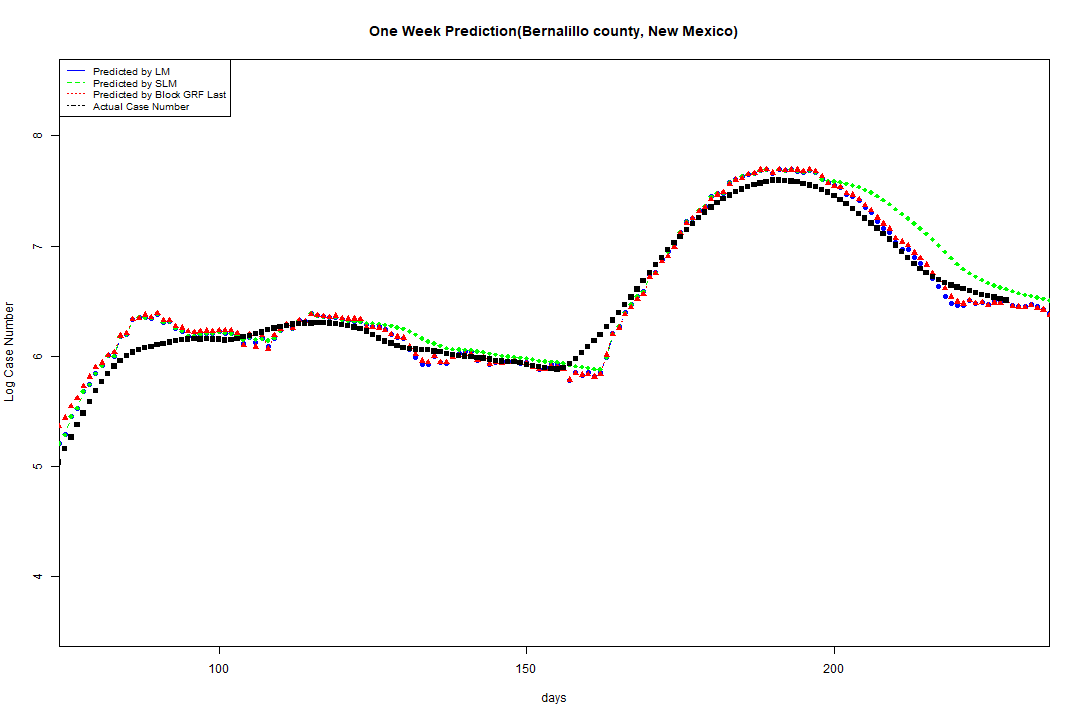 One Week Prediction(Bernalillo county, New Mexico)
Predicted by LM
Predicted by SLM
Predicted by Block GRF Last
Actual Case Number
8
7
6
5
4
Log Case Number
100 150 200
days